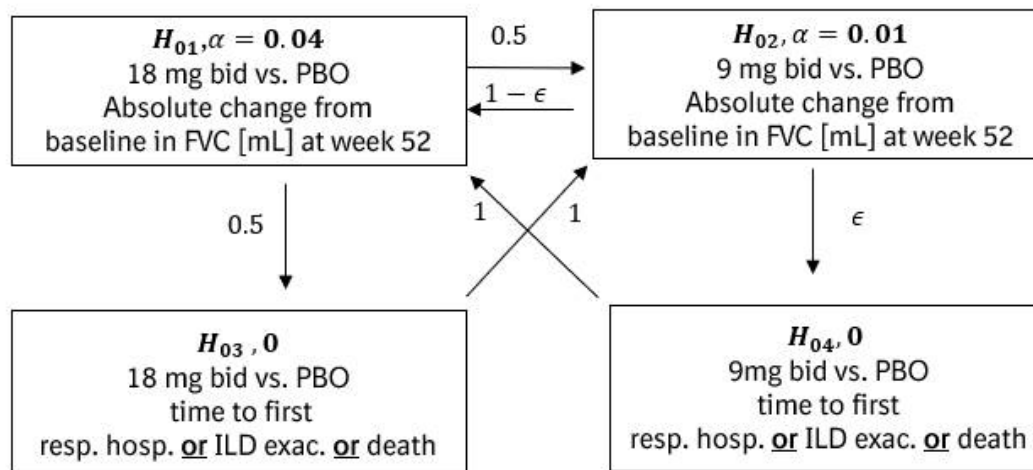 H₀₁, α = 0.04
18 mg bid vs. PBO
Absolute change from
baseline in FVC [mL] at week 52
0.5
1 − ϵ
H₀₂, α = 0.01
9 mg bid vs. PBO
Absolute change from
baseline in FVC [mL] at week 52
0.5
1
1
ϵ
H₀₃ , 0
18 mg bid vs. PBO
time to first
resp. hosp. or ILD exac. or death
H₀₄, 0
9mg bid vs. PBO
time to first
resp. hosp. or ILD exac. or death